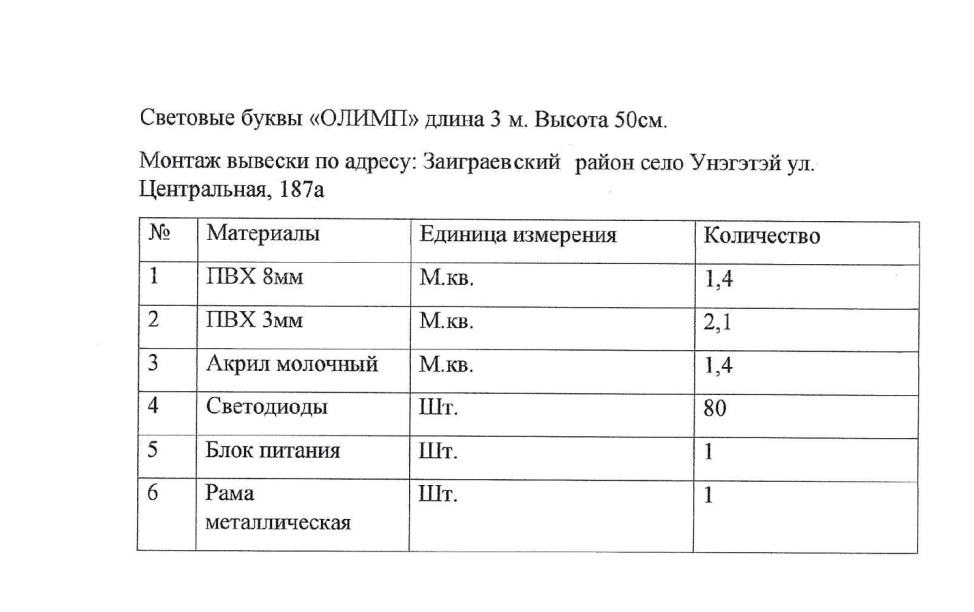 Световые буквы «ОЛИМП» длина 3 м. Высота 50см.
Монтаж вывески по адресу: Заиграевский район село Унэгэтэй ул.
Центральная, 187а
№ Материалы Единица измерения Количество
1 ПВХ 8мм М.кв. 1,4
2 ПВХ 3мм М.кв. 2,1
3 Акрил молочный М.кв. 1,4
4 Светодиоды Шт. 80
5 Блок питания Шт. 1
6 Рама Шт. 1
металлическая